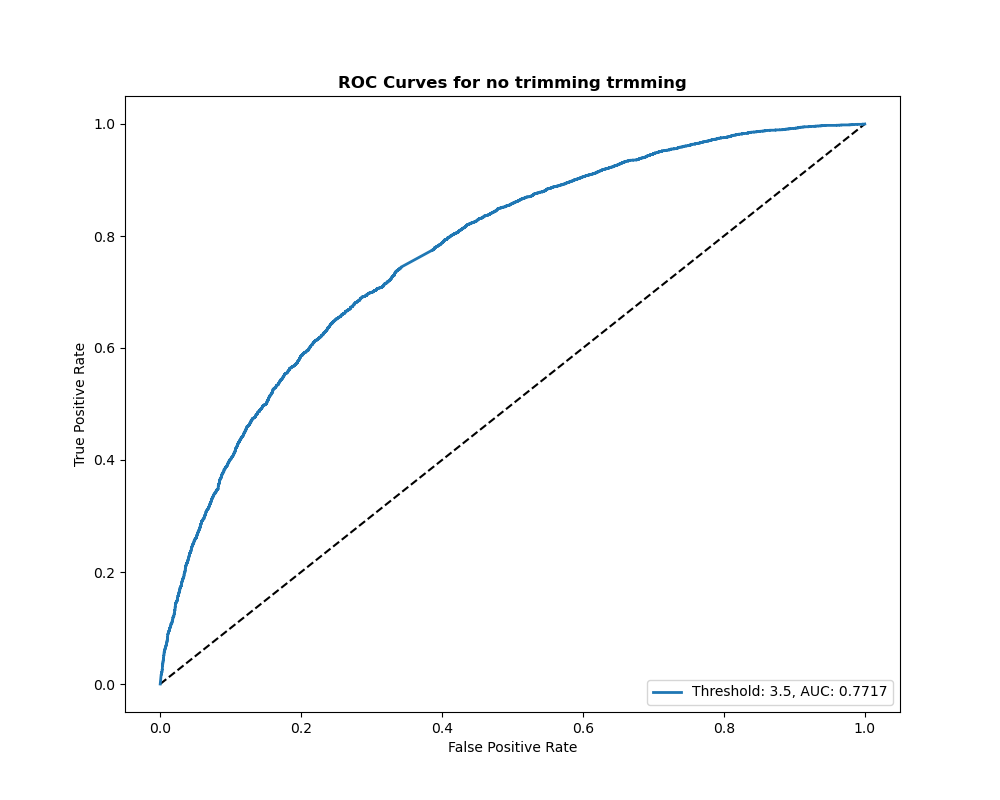 ROC Curves for no trimming trmming
True Positive Rate
1.0
0.8
0.6
0.4
0.2
0.0
Threshold: 3.5, AUC: 0.7717
0.0 0.2 0.4 0.6 0.8 1.0
False Positive Rate